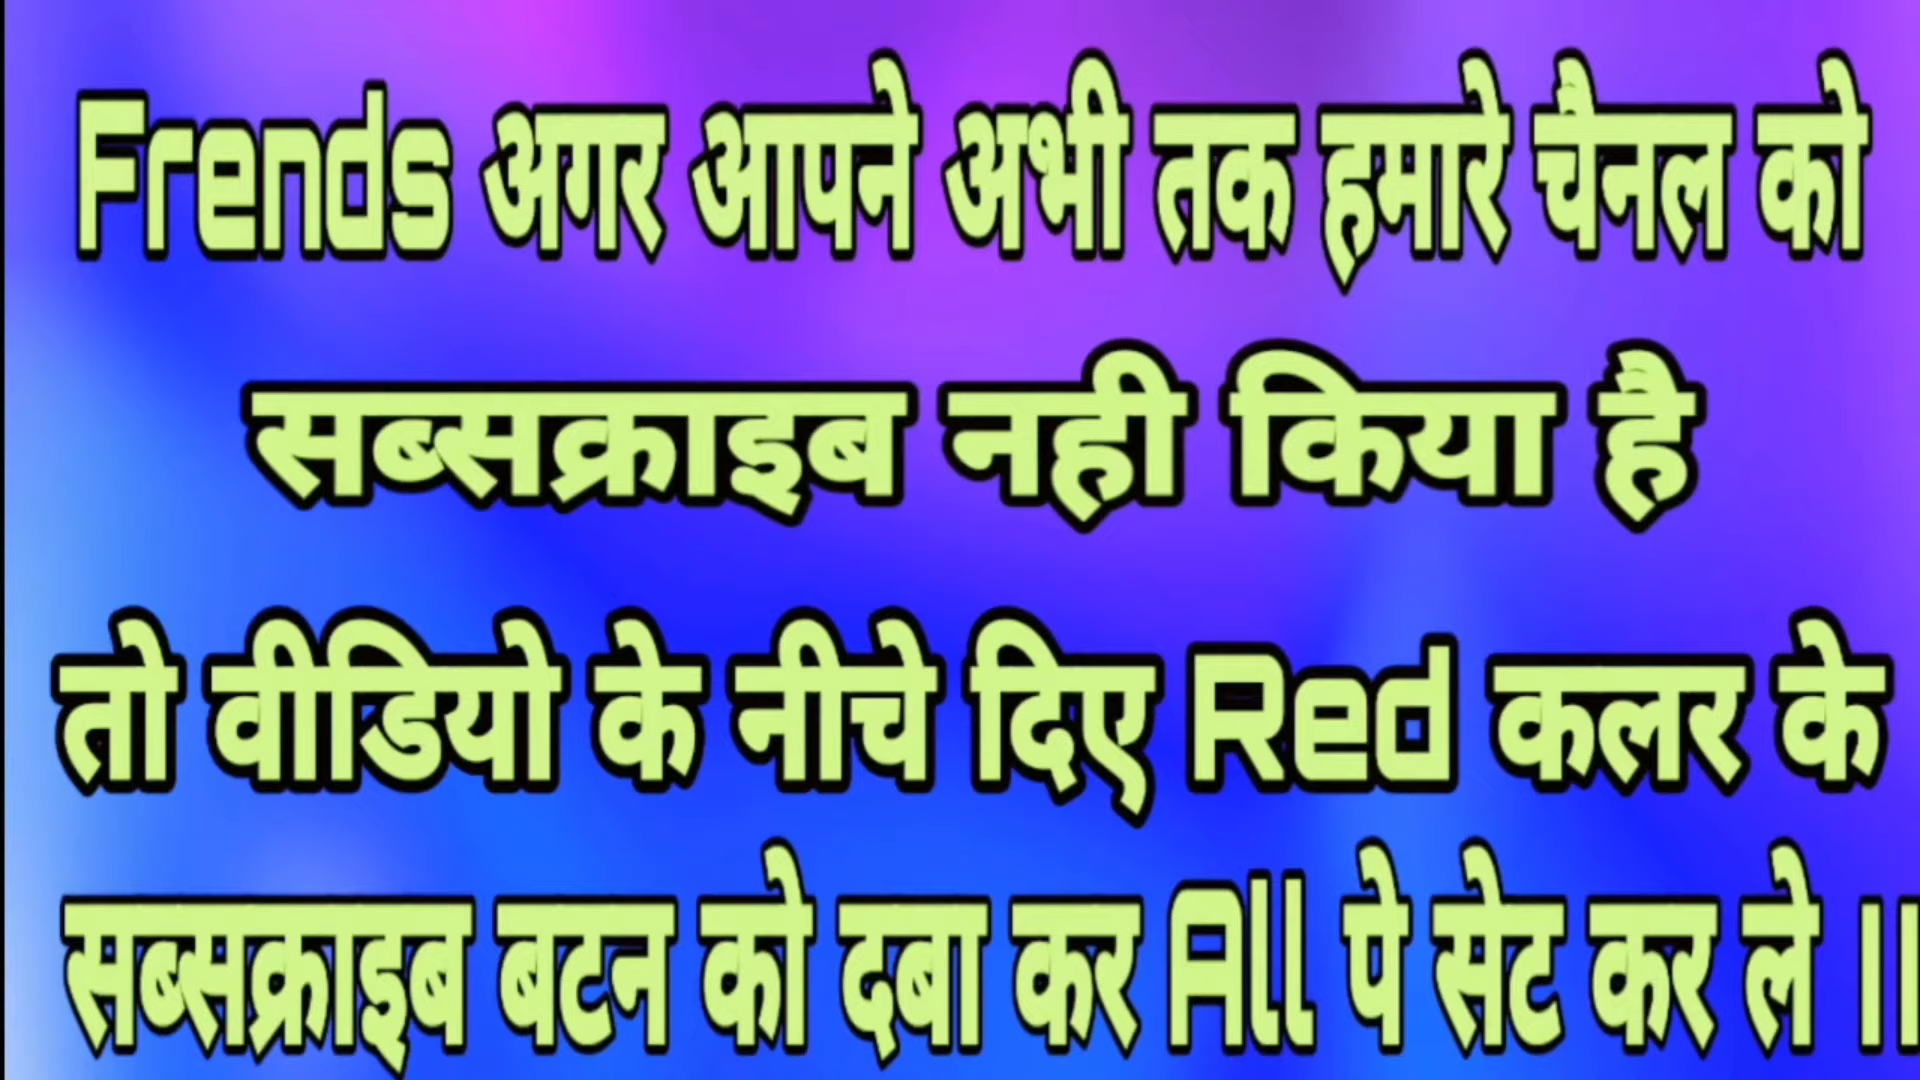 Frends अगर आपने अभी तक हमारे चैनल को
सब्सक्राइब नही किया है
तो वीडियो के नीचे दिए Red कलर के
सब्सक्राइब बटन को दबा कर All पे सेट कर ले ।।